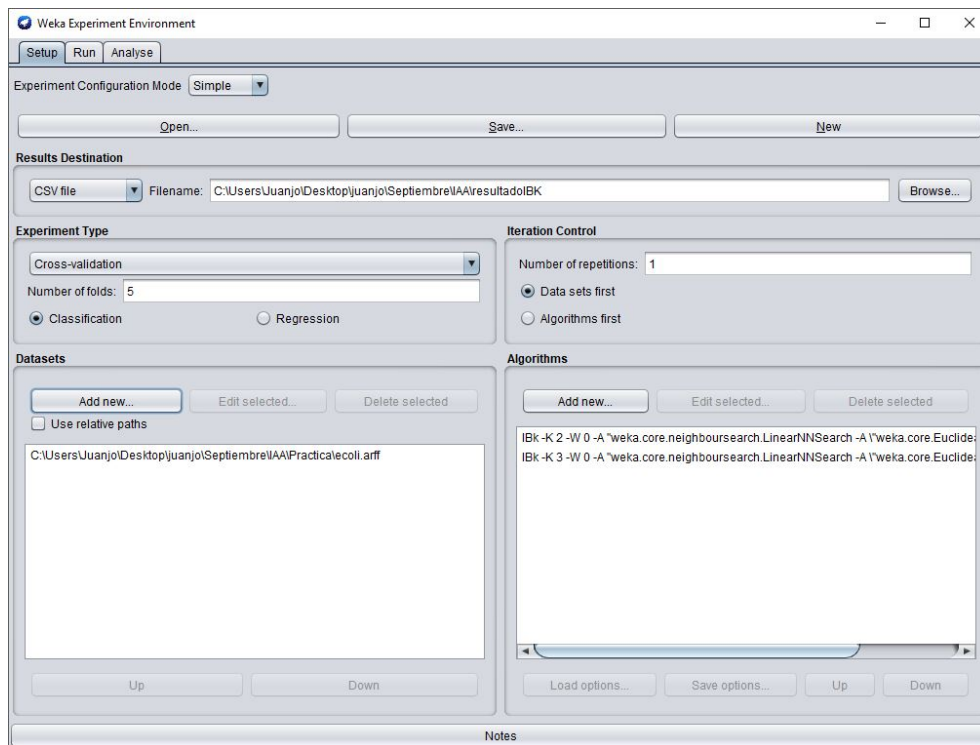 Weka Experiment Environment
Setup Run Analyse
Experiment Configuration Mode Simple
Open... Save... New
Results Destination
CSV file Filename: C:\Users\Juanjo\Desktop\juanjo\Septiembre\IAA\resultadoIBK Browse...
Experiment Type
Cross-validation
Number of folds: 5
Classification Regression
Iteration Control
Number of repetitions: 1
Data sets first
Algorithms first
Datasets
Add new... Edit selected... Delete selected
Use relative paths
C:\Users\Juanjo\Desktop\juanjo\Septiembre\IAA\Practica\ecoli.arff
Up Down
Algorithms
Add new... Edit selected... Delete selected
IBk -K 2 -W 0 -A "weka.core.neighboursearch.LinearNNSearch -A \"weka.core.Euclidea
IBk -K 3 -W 0 -A "weka.core.neighboursearch.LinearNNSearch -A \"weka.core.Euclidea
Load options... Save options... Up Down
Notes